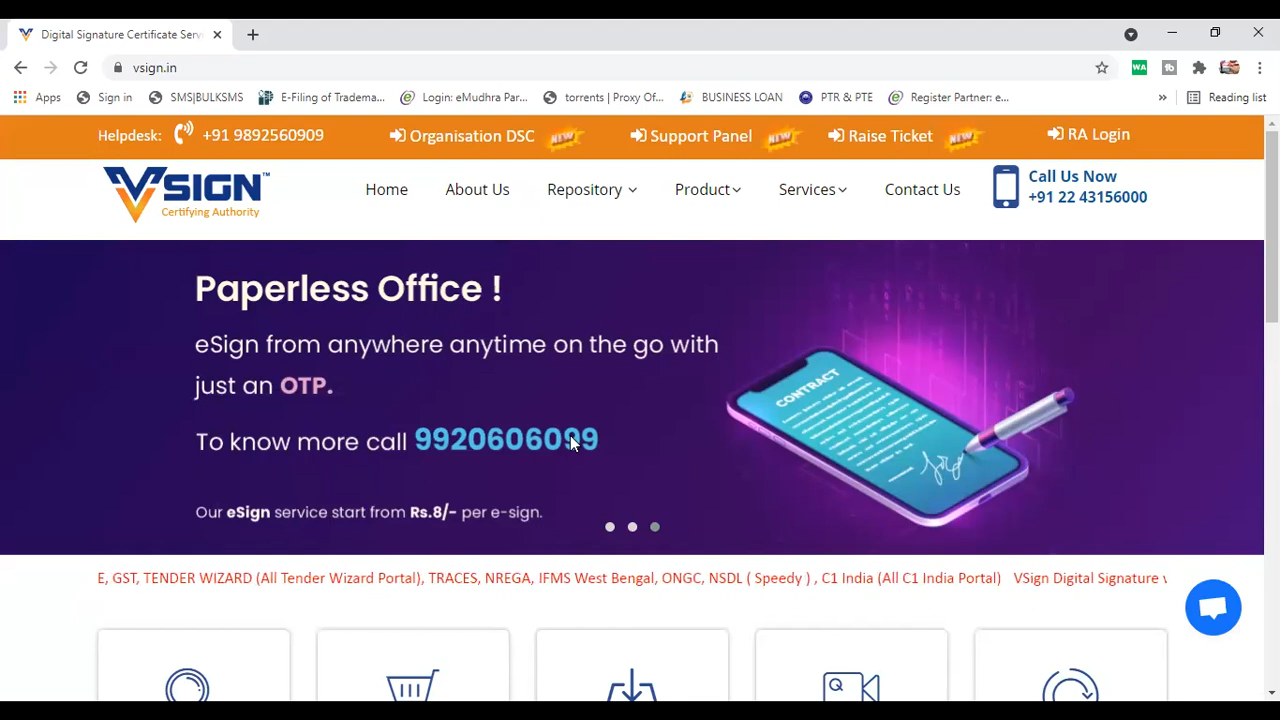 Digital Signature Certificate Serv
vsign.in
WA
fb
Apps
Sign in
SMS|BULKSMS
E-Filing of Tradema...
Login: eMudhra Par...
torrents | Proxy Of...
BUSINESS LOAN
PTR & PTE
Register Partner: e...
»
Reading list
Helpdesk: +91 9892560909
Organisation DSC NEW
Support Panel NEW
Raise Ticket NEW
RA Login
VSIGN™
Certifying Authority
Home
About Us
Repository
Product
Services
Contact Us
Call Us Now
+91 22 43156000
Paperless Office !
eSign from anywhere anytime on the go with
just an OTP.
To know more call 9920606099
Our eSign service start from Rs.8/- per e-sign.
CONTRACT
E, GST, TENDER WIZARD (All Tender Wizard Portal), TRACES, NREGA, IFMS West Bengal, ONGC, NSDL ( Speedy ) , C1 India (All C1 India Portal) VSign Digital Signature
Q